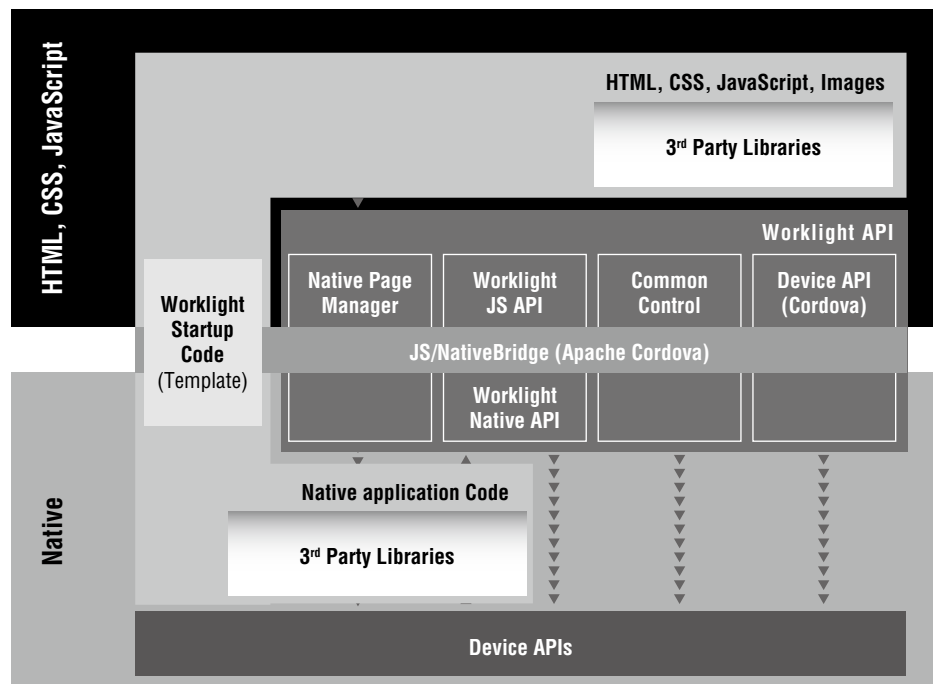 HTML, CSS, JavaScript
HTML, CSS, JavaScript, Images
3rd Party Libraries
Worklight API
Native Page
Manager
Worklight
JS API
Common
Control
Device API
(Cordova)
Worklight
Startup
Code
(Template)
JS/NativeBridge (Apache Cordova)
Worklight
Native API
Native
Native application Code
3rd Party Libraries
Device APIs